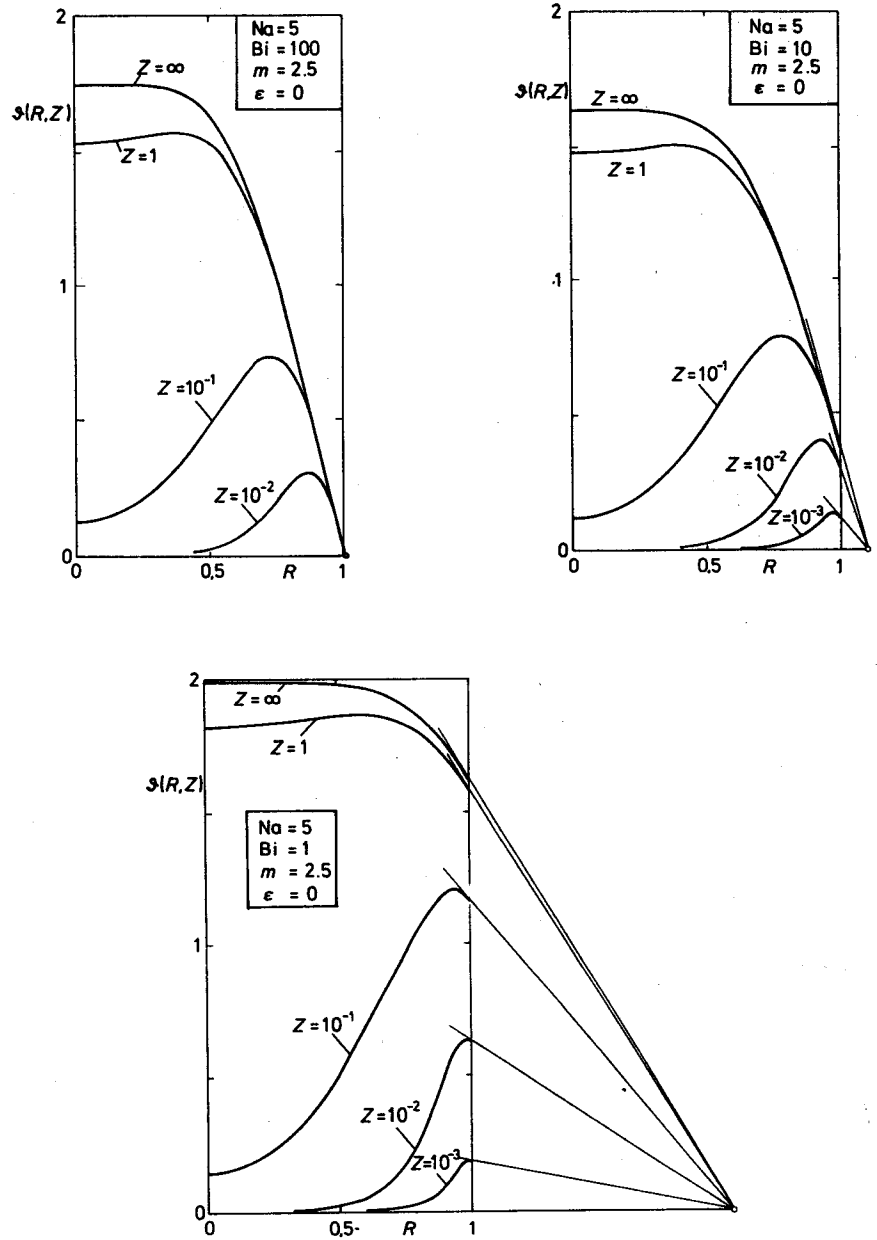 2
Na = 5
Bi = 100
m = 2.5
ε = 0
Z = ∞
ϑ(R,Z)
Z = 1
1
Z = 10⁻¹
Z = 10⁻²
0
0
0,5
R
1
2
Na = 5
Bi = 10
m = 2.5
ε = 0
ϑ(R,Z)
Z = ∞
Z = 1
1
Z = 10⁻¹
Z = 10⁻²
Z = 10⁻³
0
0
0,5
R
1
2
Z = ∞
Z = 1
ϑ(R,Z)
Na = 5
Bi = 1
m = 2.5
ε = 0
1
Z = 10⁻¹
Z = 10⁻²
Z = 10⁻³
0
0
0,5
R
1